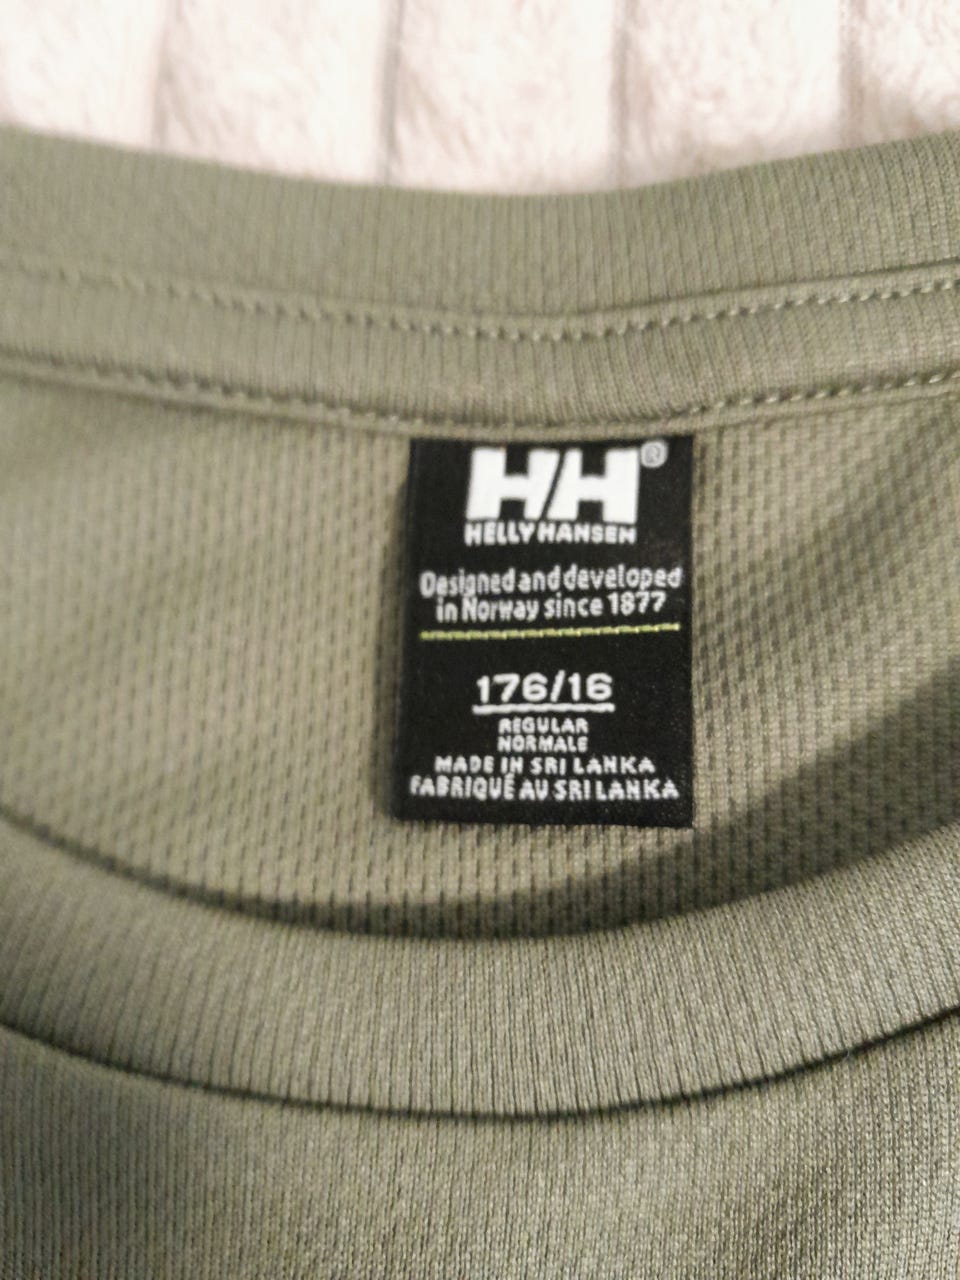 HH®
HELLY HANSEN
Designed and developed
in Norway since 1877
176/16
REGULAR
NORMALE
MADE IN SRI LANKA
FABRIQUÉ AU SRI LANKA